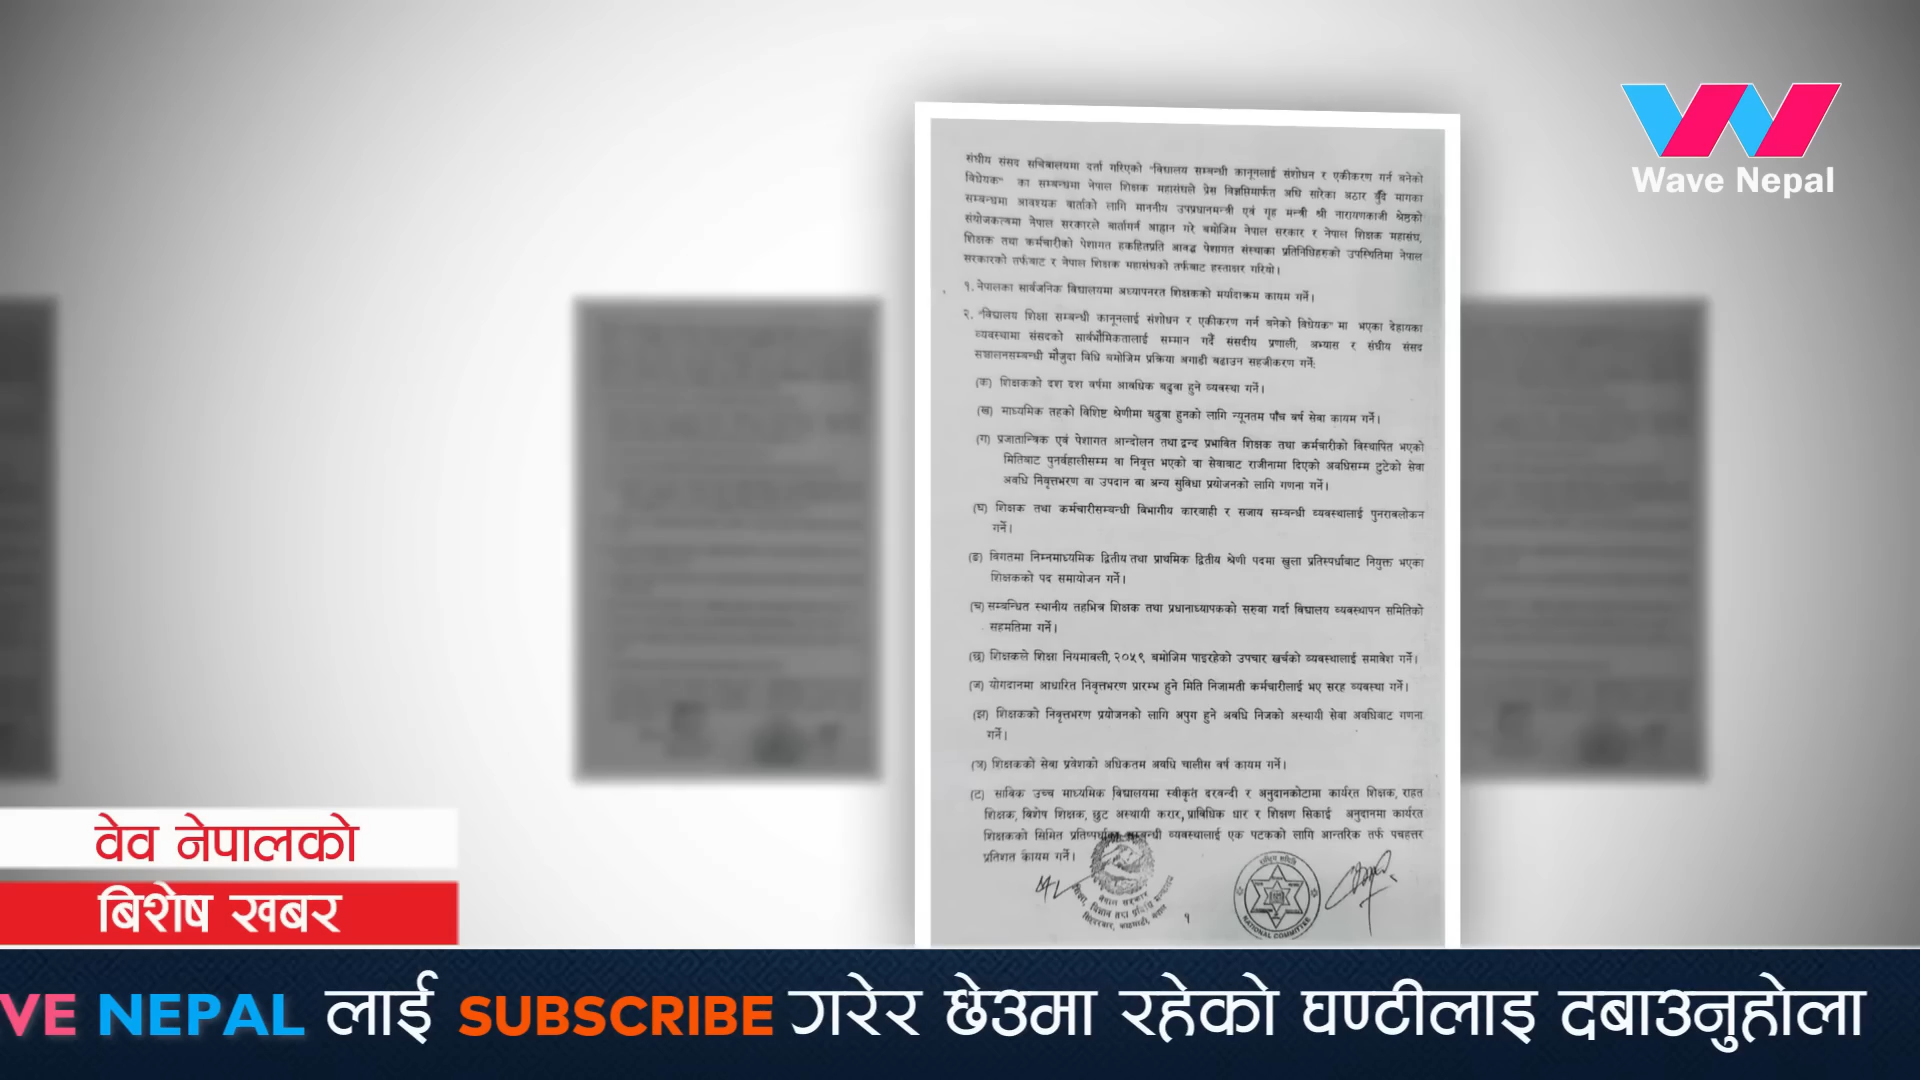 Wave Nepal
संघीय संसद सचिवालयमा दर्ता गरिएको "विद्यालय सम्बन्धी कानूनलाई संशोधन र एकीकरण गर्न बनेको
विधेयक" का सम्बन्धमा नेपाल शिक्षक महासंघले प्रेस विज्ञप्तिमार्फत अघि सारेका अठार बुँदे मागका
सम्बन्धमा आवश्यक वार्ताको लागि माननीय उपप्रधानमन्त्री एवं गृह मन्त्री श्री नारायणकाजी श्रेष्ठको
संयोजकत्वमा नेपाल सरकारले वार्तागर्न आह्वान गरे बमोजिम नेपाल सरकार र नेपाल शिक्षक महासंघ,
शिक्षक तथा कर्मचारीको पेशागत हकहितप्रति आवद्ध पेशागत संस्थाका प्रतिनिधिहरुको उपस्थितिमा नेपाल
सरकारको तर्फबाट र नेपाल शिक्षक महासंघको तर्फबाट हस्ताक्षर गरियो।
१. नेपालका सार्वजनिक विद्यालयमा अध्यापनरत शिक्षकको मर्यादाक्रम कायम गर्ने।
२. "विद्यालय शिक्षा सम्बन्धी कानूनलाई संशोधन र एकीकरण गर्न बनेको विधेयक" मा भएका देहायका
व्यवस्थामा संसदको सार्वभौमिकतालाई सम्मान गर्दै संसदीय प्रणाली, अभ्यास र संघीय संसद
सञ्चालनसम्बन्धी मौजुदा विधि बमोजिम प्रक्रिया अगाडी बढाउन सहजीकरण गर्ने:
(क) शिक्षकको दश दश वर्षमा आवधिक बढुवा हुने व्यवस्था गर्ने।
(ख) माध्यमिक तहको विशिष्ट श्रेणीमा बढुवा हुनको लागि न्यूनतम पाँच वर्ष सेवा कायम गर्ने।
(ग) प्रजातान्त्रिक एवं पेशागत आन्दोलन तथा द्वन्द प्रभावित शिक्षक तथा कर्मचारीको विस्थापित भएको
मितिबाट पुनर्वहालीसम्म वा निवृत्त भएको वा सेवाबाट राजीनामा दिएको अवधिसम्म टुटेको सेवा
अवधि निवृत्तभरण वा उपदान वा अन्य सुविधा प्रयोजनको लागि गणना गर्ने।
(घ) शिक्षक तथा कर्मचारीसम्बन्धी विभागीय कारवाही र सजाय सम्बन्धी व्यवस्थालाई पुनरावलोकन
गर्ने।
(ङ) विगतमा निम्नमाध्यमिक द्वितीय तथा प्राथमिक द्वितीय श्रेणी पदमा खुला प्रतिस्पर्धाबाट नियुक्त भएका
शिक्षकको पद समायोजन गर्ने।
(च) सम्बन्धित स्थानीय तहभित्र शिक्षक तथा प्रधानाध्यापकको सरुवा गर्दा विद्यालय व्यवस्थापन समितिको
सहमतिमा गर्ने।
(छ) शिक्षकले शिक्षा नियमावली, २०५९ बमोजिम पाइरहेको उपचार खर्चको व्यवस्थालाई समावेश गर्ने।
(ज) योगदानमा आधारित निवृत्तभरण प्रारम्भ हुने मिति निजामती कर्मचारीलाई भए सरह व्यवस्था गर्ने।
(झ) शिक्षकको निवृत्तभरण प्रयोजनको लागि अपुग हुने अवधि निजको अस्थायी सेवा अवधिबाट गणना
गर्ने।
(ञ) शिक्षकको सेवा प्रवेशको अधिकतम अवधि चालीस वर्ष कायम गर्ने।
(ट) साविक उच्च माध्यमिक विद्यालयमा स्वीकृत दरवन्दी र अनुदानकोटामा कार्यरत शिक्षक, राहत
शिक्षक, विशेष शिक्षक, छुट अस्थायी करार, प्राविधिक धार र शिक्षण सिकाई अनुदानमा कार्यरत
शिक्षकको सिमित प्रतिष्पर्धाका सम्बन्धी व्यवस्थालाई एक पटकको लागि आन्तरिक तर्फ पचहत्तर
प्रतिशत कायम गर्ने।
नेपाल सरकार
शिक्षा, विज्ञान तथा प्रविधि मन्त्रालय
सिंहदरबार, काठमाडौं, नेपाल
१
NATIONAL COMMITTEE
वेव नेपालको
बिशेष खबर
VE NEPAL लाई SUBSCRIBE गरेर छेउमा रहेको घण्टीलाइ दबाउनुहोला